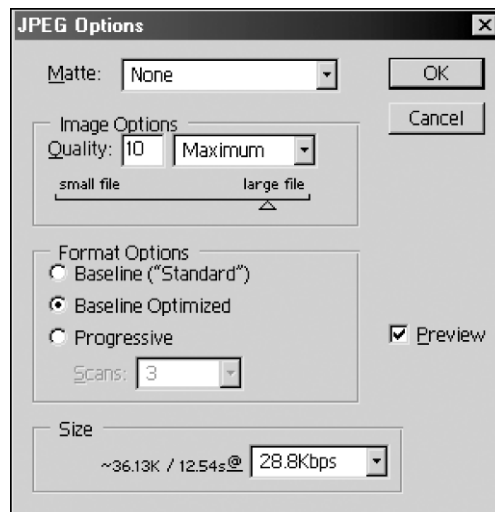 JPEG Options
Matte: None
OK
Cancel
Image Options
Quality: 10 Maximum
small file large file
Format Options
Baseline (“Standard”)
Baseline Optimized
Progressive
Scans: 3
Preview
Size
~36.13K / 12.54s@ 28.8Kbps